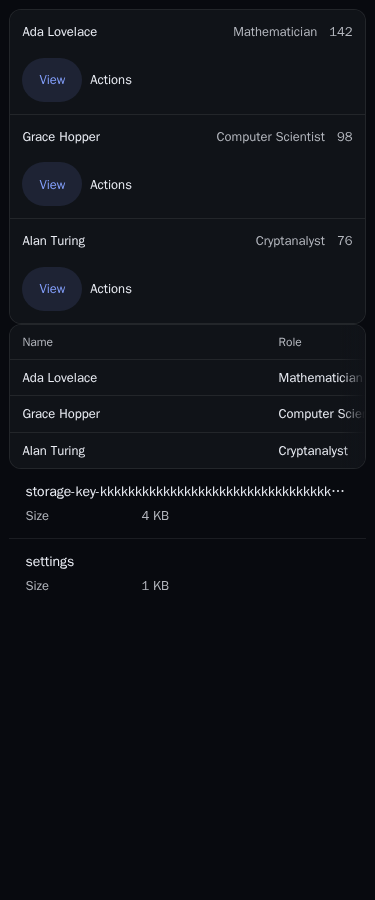 Ada Lovelace Mathematician 142
View Actions
Grace Hopper Computer Scientist 98
View Actions
Alan Turing Cryptanalyst 76
View Actions
Name Role
Ada Lovelace Mathematician
Grace Hopper Computer Scie
Alan Turing Cryptanalyst
storage-key-kkkkkkkkkkkkkkkkkkkkkkkkkkkkkkkkk…
Size 4 KB
settings
Size 1 KB